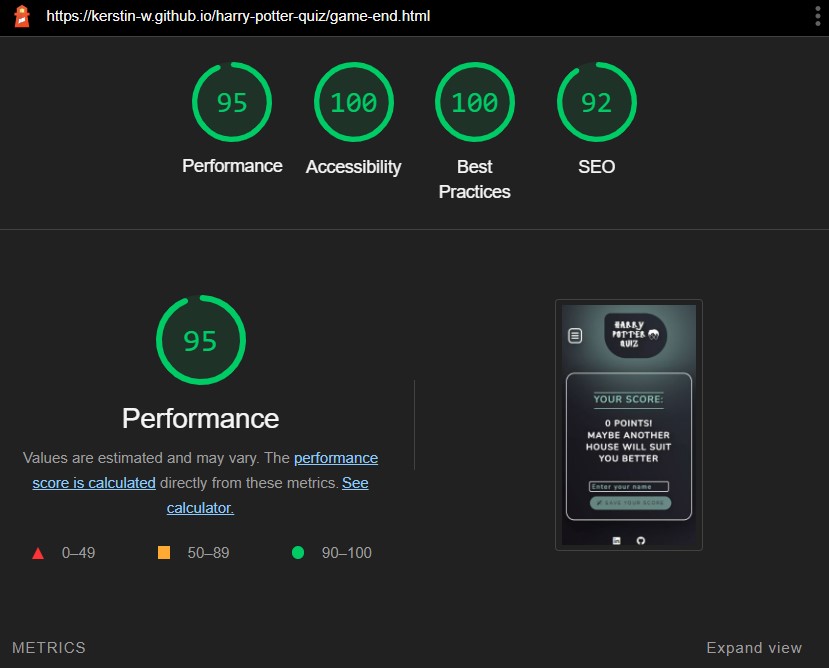 https://kerstin-w.github.io/harry-potter-quiz/game-end.html
95
100
100
92
Performance
Accessibility
Best
Practices
SEO
95
Performance
Values are estimated and may vary. The performance
score is calculated directly from these metrics. See
calculator.
0–49
50–89
90–100
HARRY
POTTER
QUIZ
YOUR SCORE:
0 POINTS!
MAYBE ANOTHER
HOUSE WILL SUIT
YOU BETTER
Enter your name
SAVE YOUR SCORE
METRICS
Expand view